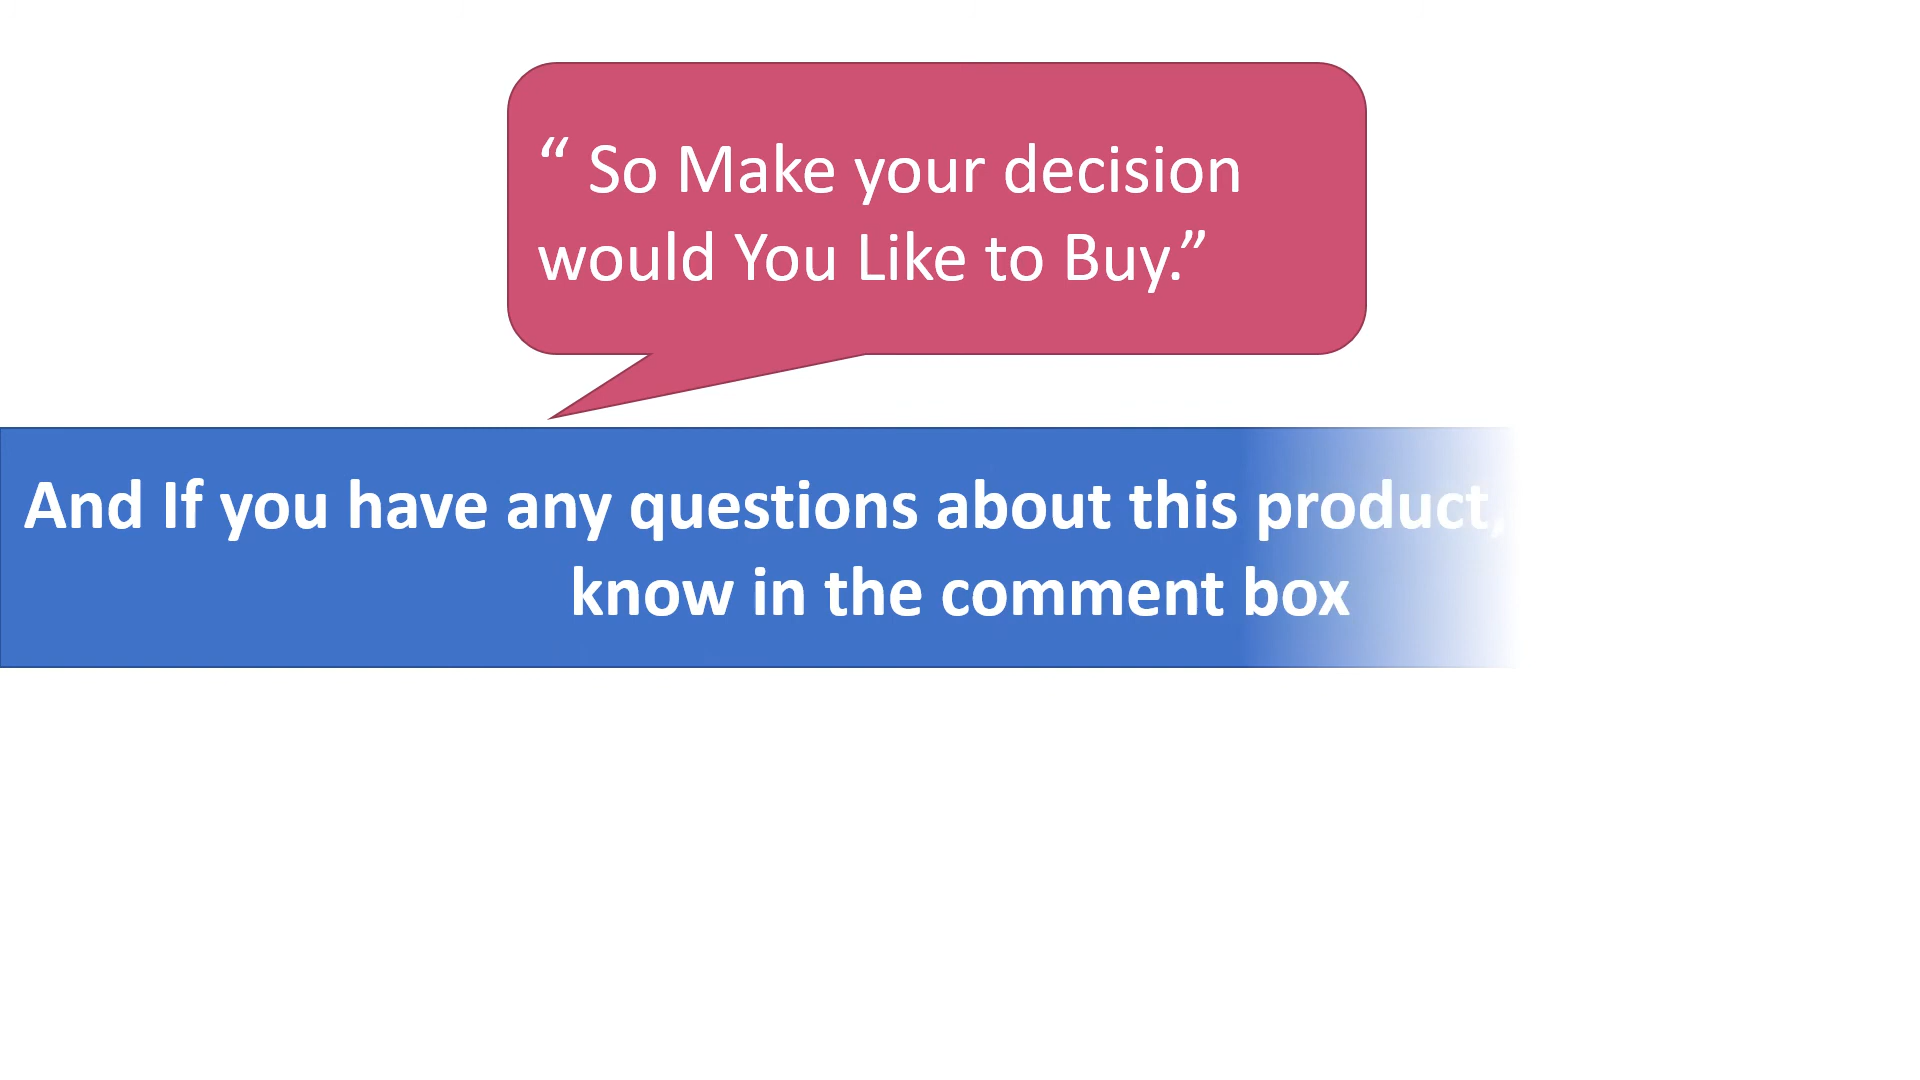 “ So Make your decision
would You Like to Buy.”
And If you have any questions about this product,
know in the comment box